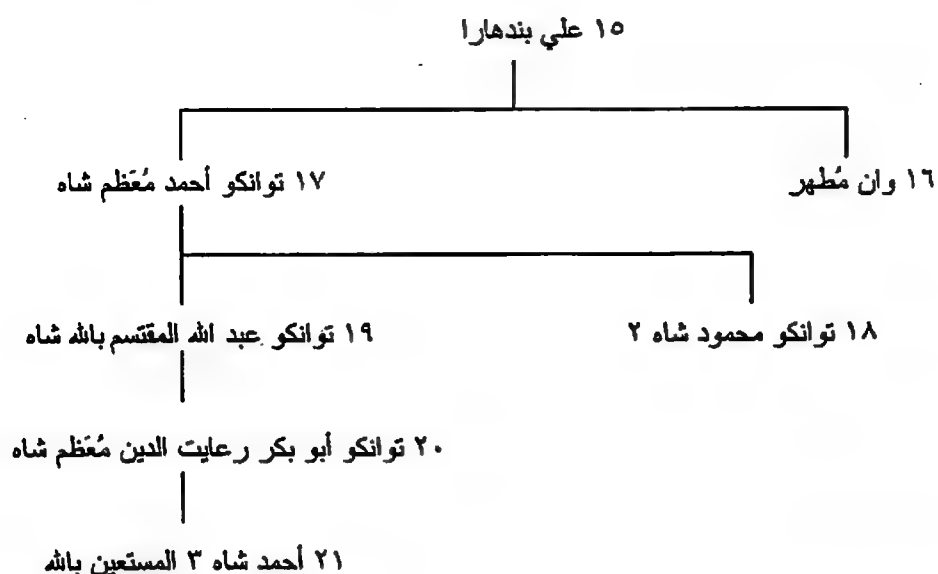 ١٥ علي بندهارا
١٦ وان مُطهر
١٧ توانكو أحمد مُعَظم شاه
١٨ توانكو محمود شاه ٢
١٩ توانكو عبد الله المقتسم بالله شاه
٢٠ توانكو أبو بكر رعايت الدين مُعَظم شاه
٢١ أحمد شاه ٣ المستعين بالله